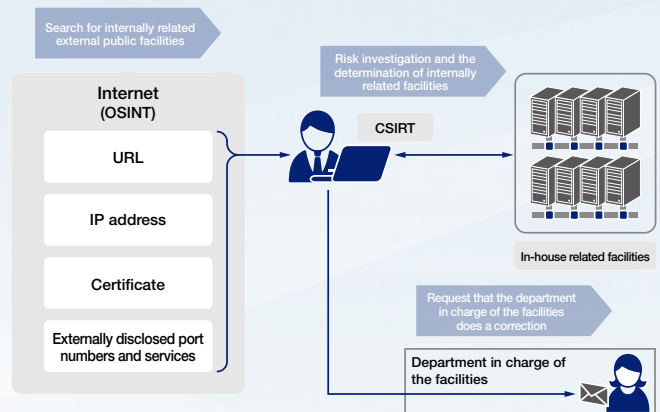 Search for internally related
external public facilities
Internet
(OSINT)
URL
IP address
Certificate
Externally disclosed port
numbers and services
Risk investigation and the
determination of internally
related facilities
CSIRT
In-house related facilities
Request that the department
in charge of the facilities
does a correction
Department in charge of
the facilities